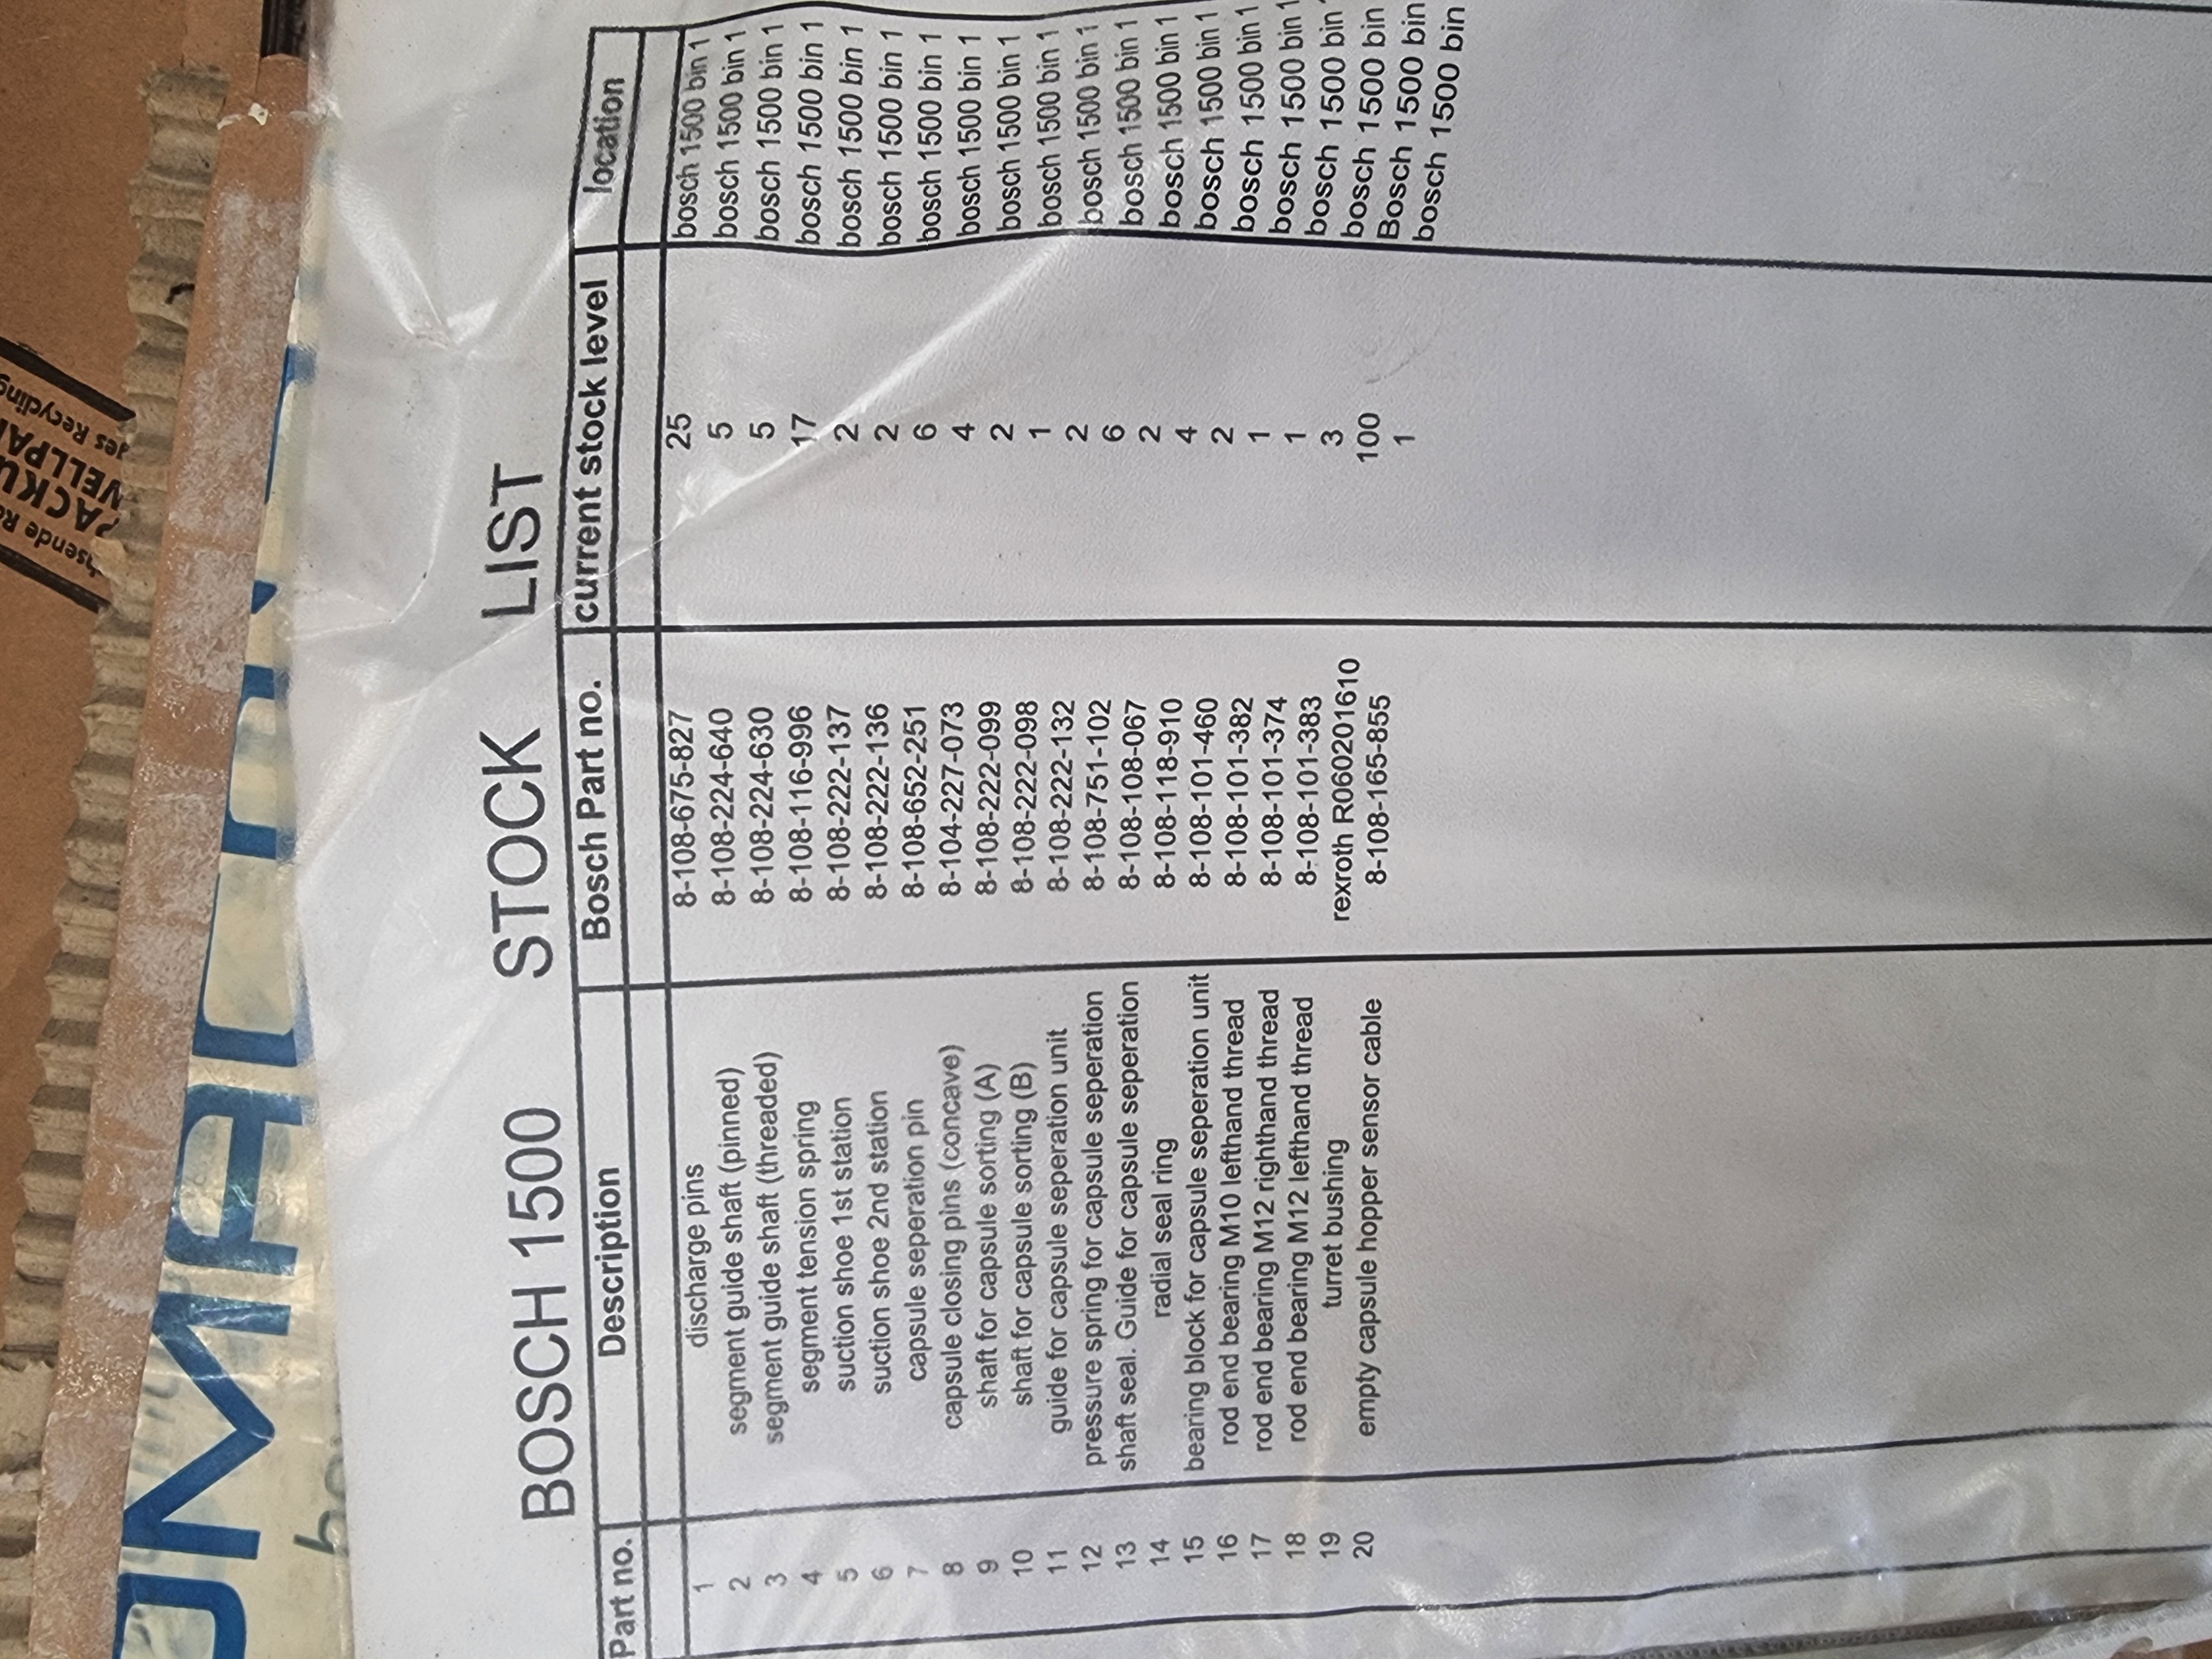 BOSCH 1500 STOCK LIST
Part no. Description Bosch Part no. current stock level location
1 discharge pins 8-108-675-827 25 bosch 1500 bin 1
2 segment guide shaft (pinned) 8-108-224-640 5 bosch 1500 bin 1
3 segment guide shaft (threaded) 8-108-224-630 5 bosch 1500 bin 1
4 segment tension spring 8-108-116-996 17 bosch 1500 bin 1
5 suction shoe 1st station 8-108-222-137 2 bosch 1500 bin 1
6 suction shoe 2nd station 8-108-222-136 2 bosch 1500 bin 1
7 capsule seperation pin 8-108-652-251 6 bosch 1500 bin 1
8 capsule closing pins (concave) 8-104-227-073 4 bosch 1500 bin 1
9 shaft for capsule sorting (A) 8-108-222-099 2 bosch 1500 bin 1
10 shaft for capsule sorting (B) 8-108-222-098 1 bosch 1500 bin 1
11 guide for capsule seperation unit 8-108-222-132 2 bosch 1500 bin 1
12 pressure spring for capsule seperation 8-108-751-102 6 bosch 1500 bin 1
13 shaft seal. Guide for capsule seperation 8-108-108-067 2 bosch 1500 bin 1
14 radial seal ring 8-108-118-910 4 bosch 1500 bin 1
15 bearing block for capsule seperation unit 8-108-101-460 2 bosch 1500 bin 1
16 rod end bearing M10 lefthand thread 8-108-101-382 1 bosch 1500 bin 1
17 rod end bearing M12 righthand thread 8-108-101-374 1 bosch 1500 bin
18 rod end bearing M12 lefthand thread 8-108-101-383 3 bosch 1500 bin
19 turret bushing rexroth R060201610 100 Bosch 1500 bin
20 empty capsule hopper sensor cable 8-108-165-855 1 bosch 1500 bin